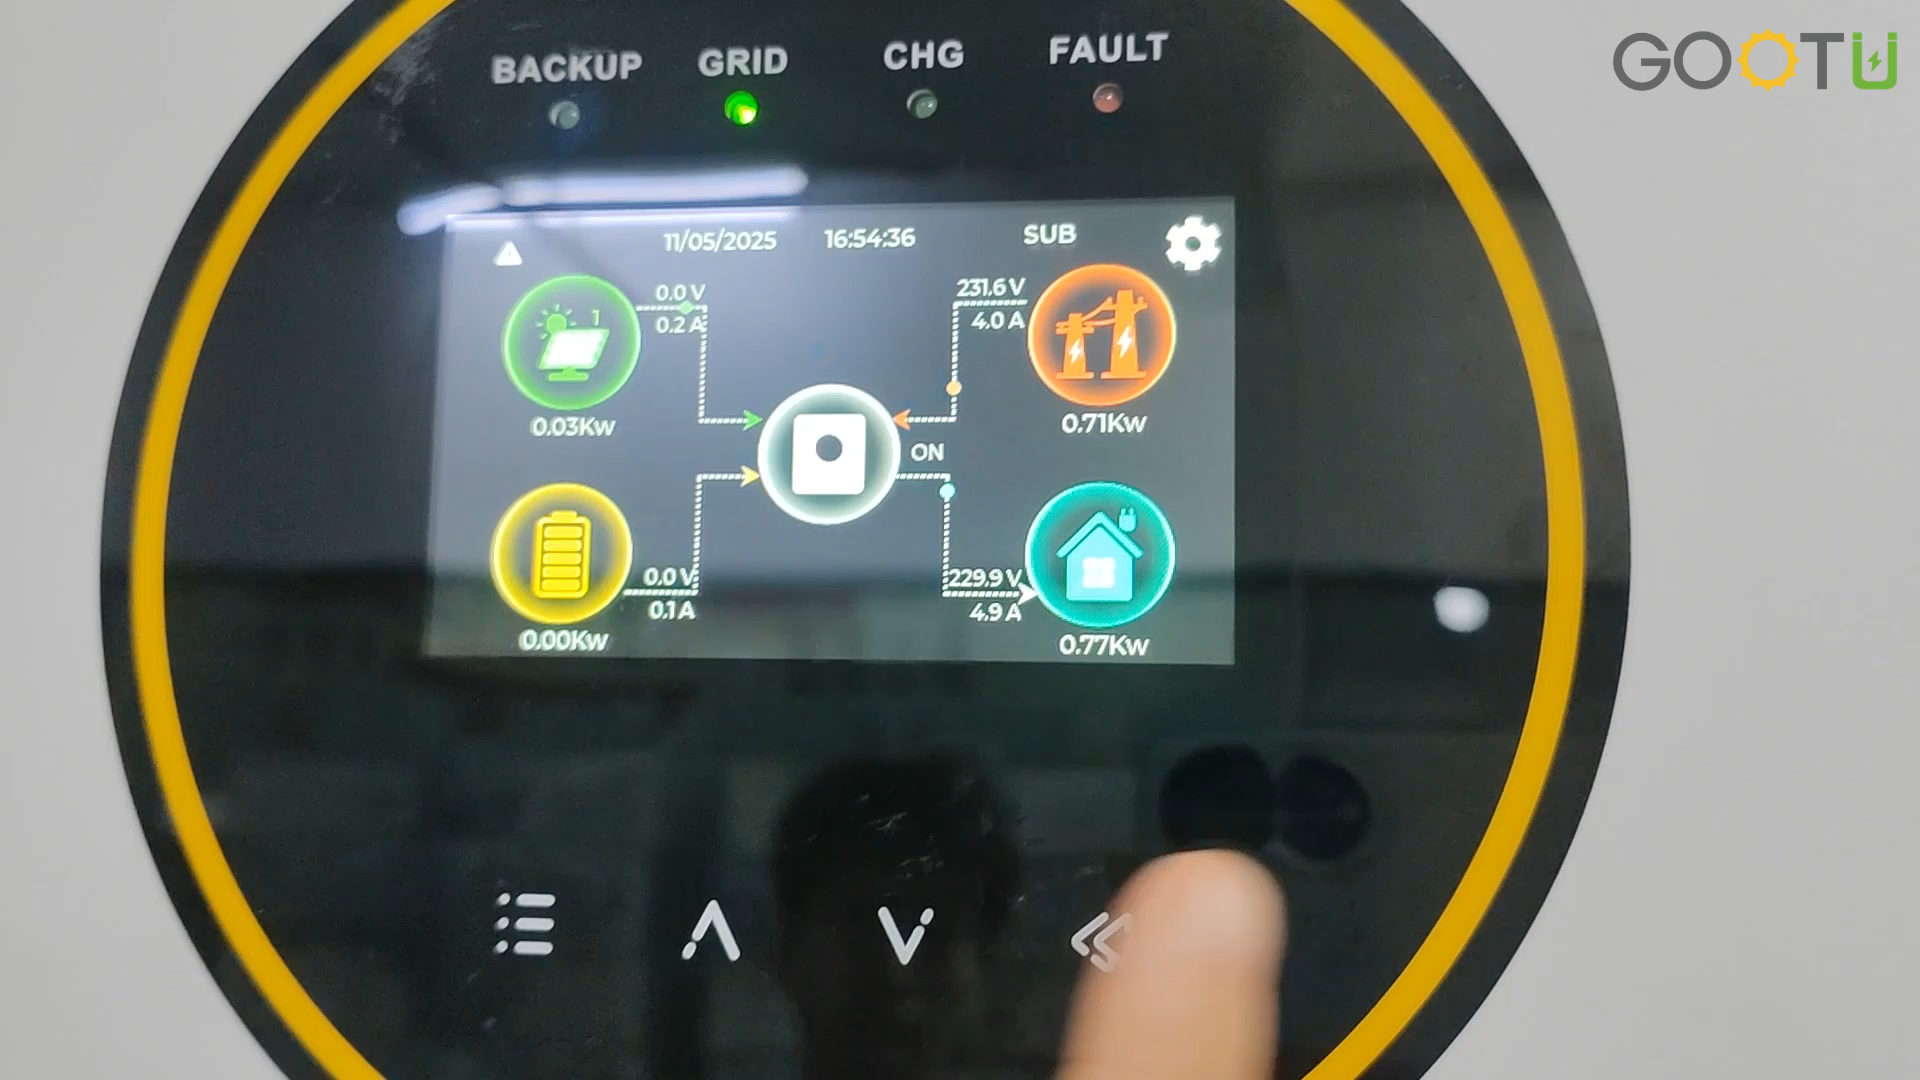 GOOTU
BACKUP GRID CHG FAULT
11/05/2025 16:54:36 SUB
1
0.0 V
0.2 A
0.03Kw
231.6 V
4.0 A
0.71Kw
ON
0.0 V
0.1 A
0.00Kw
229.9 V
4.9 A
0.77Kw